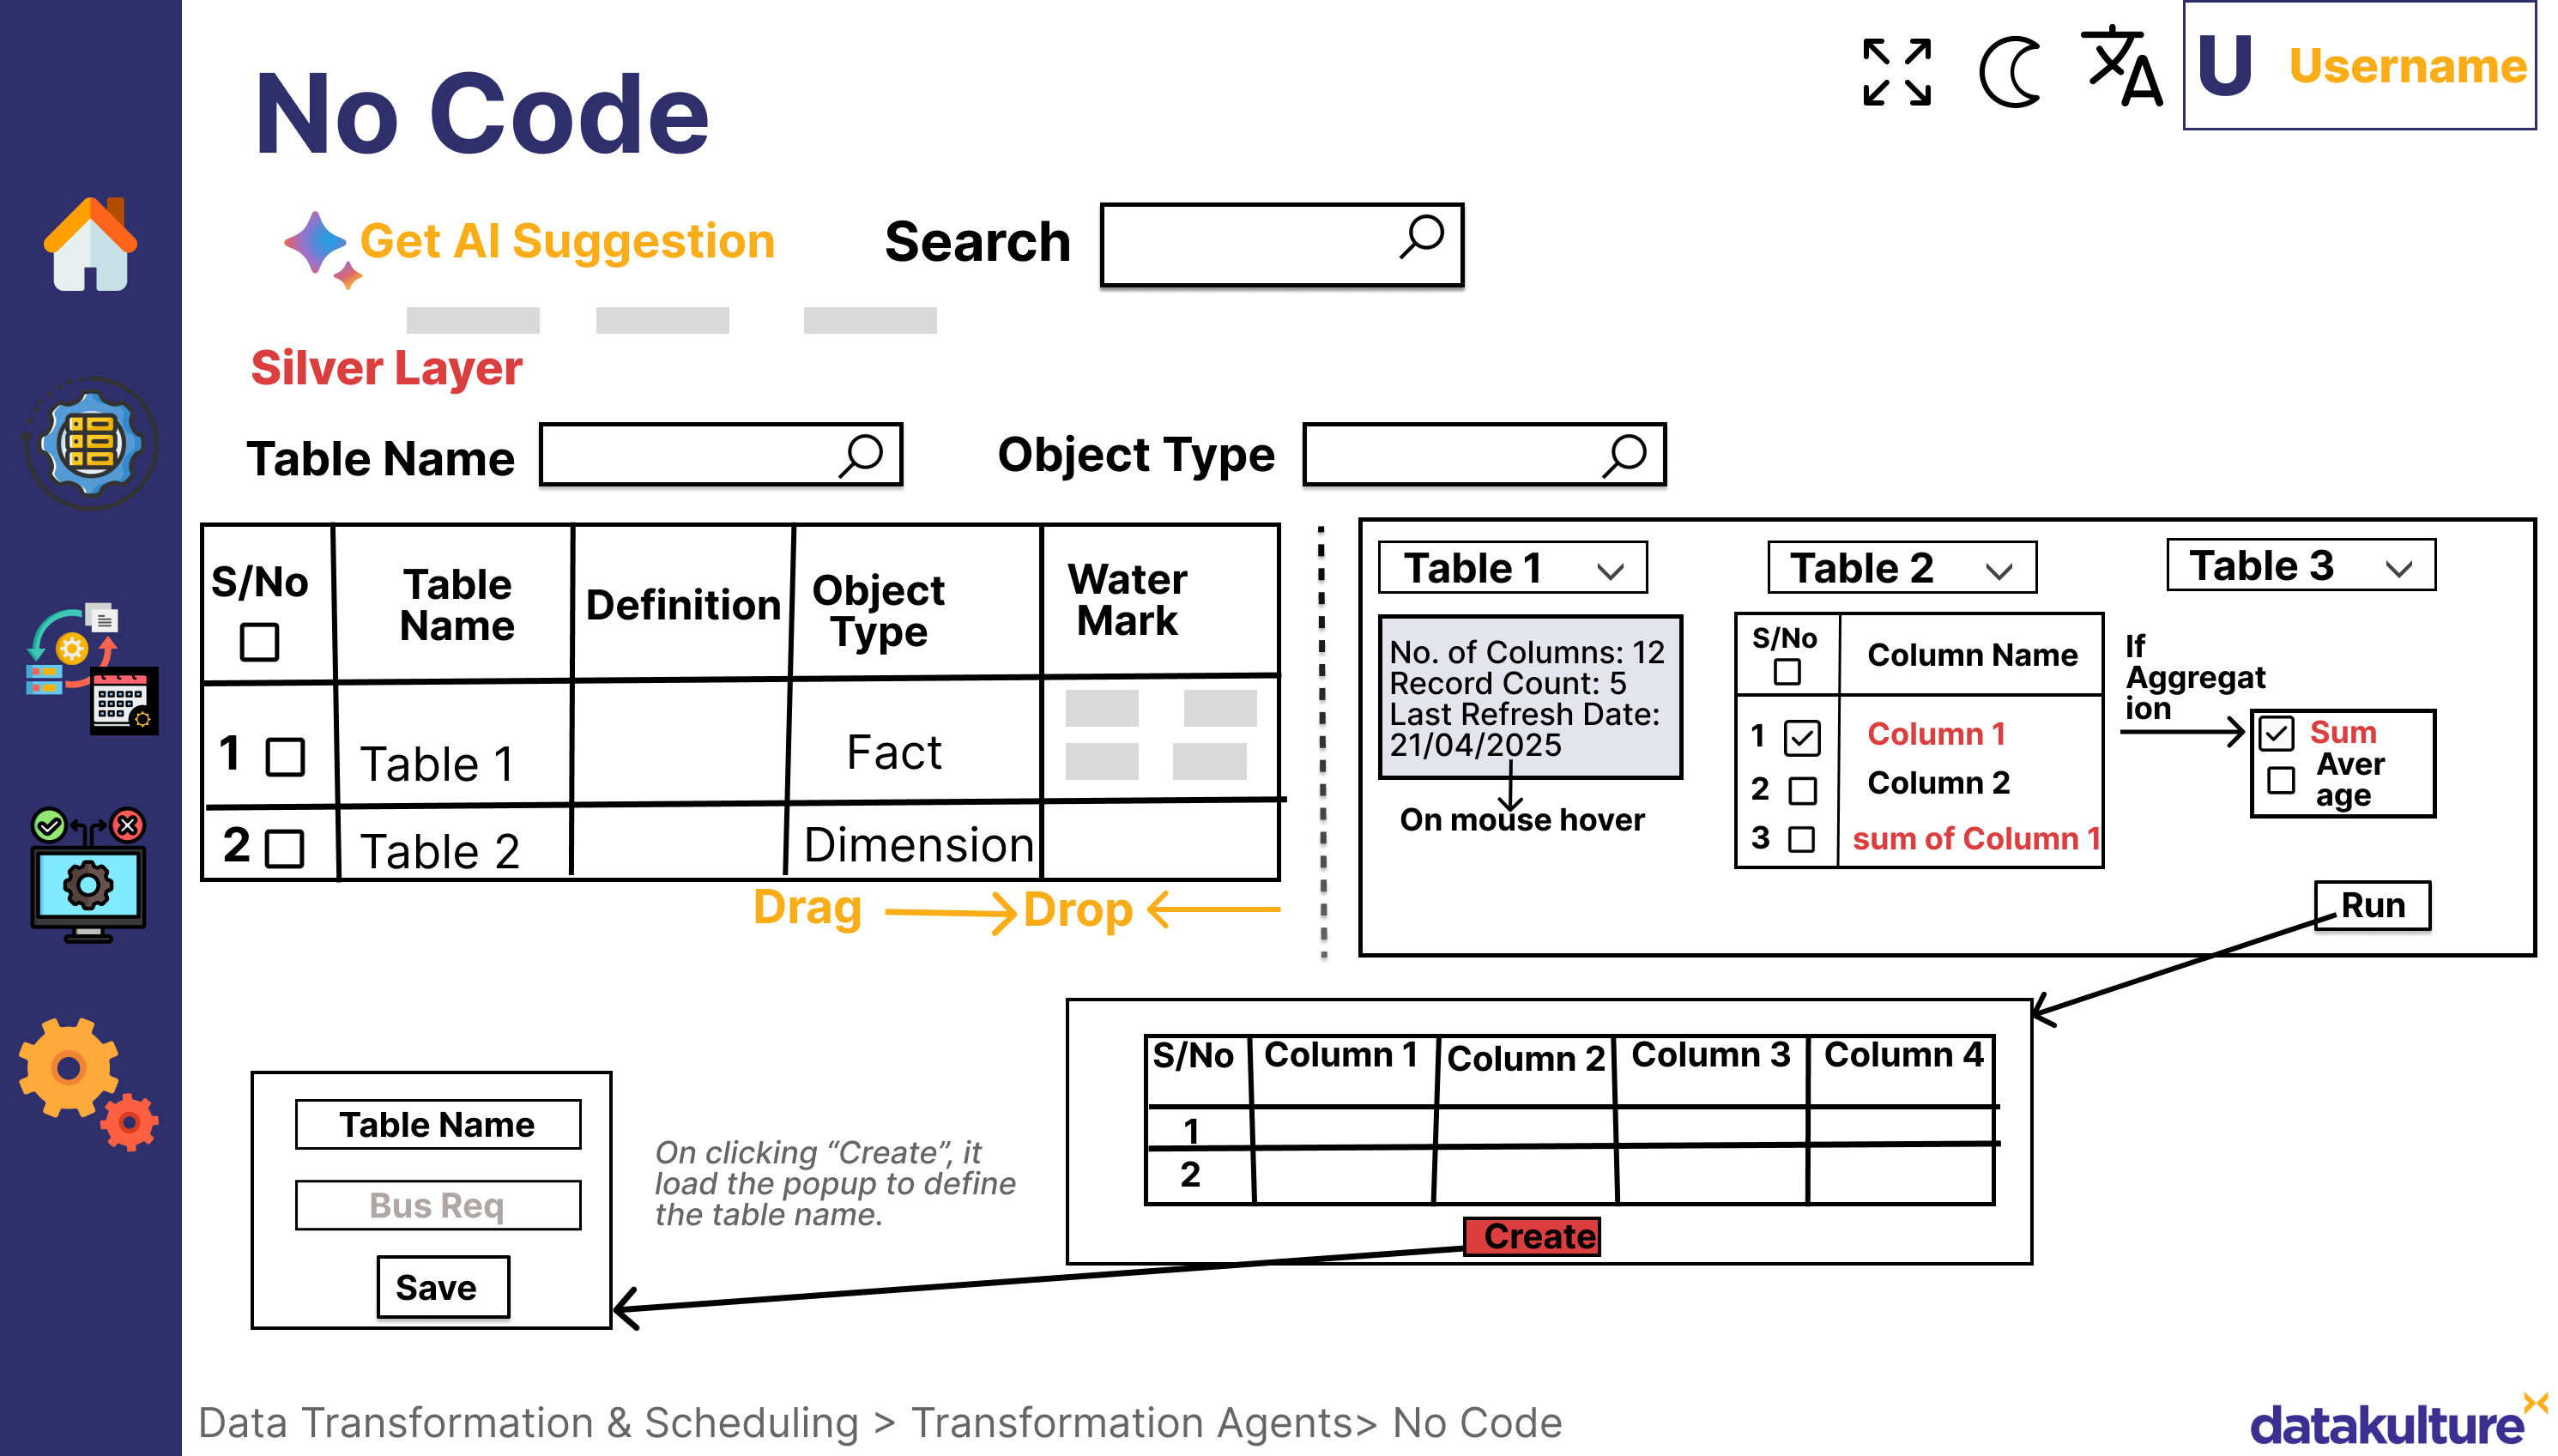 No Code
U Username
Get AI Suggestion
Search
Silver Layer
Table Name
Object Type
S/No
Table
Name
Definition
Object
Type
Water
Mark
1
Table 1
Fact
2
Table 2
Dimension
Drag
Drop
Table 1
Table 2
Table 3
No. of Columns: 12
Record Count: 5
Last Refresh Date:
21/04/2025
On mouse hover
S/No
Column Name
1
Column 1
2
Column 2
3
sum of Column 1
If
Aggregat
ion
Sum
Aver
age
Run
S/No
Column 1
Column 2
Column 3
Column 4
1
2
Create
On clicking “Create”, it
load the popup to define
the table name.
Table Name
Bus Req
Save
Data Transformation & Scheduling > Transformation Agents> No Code
datakulture